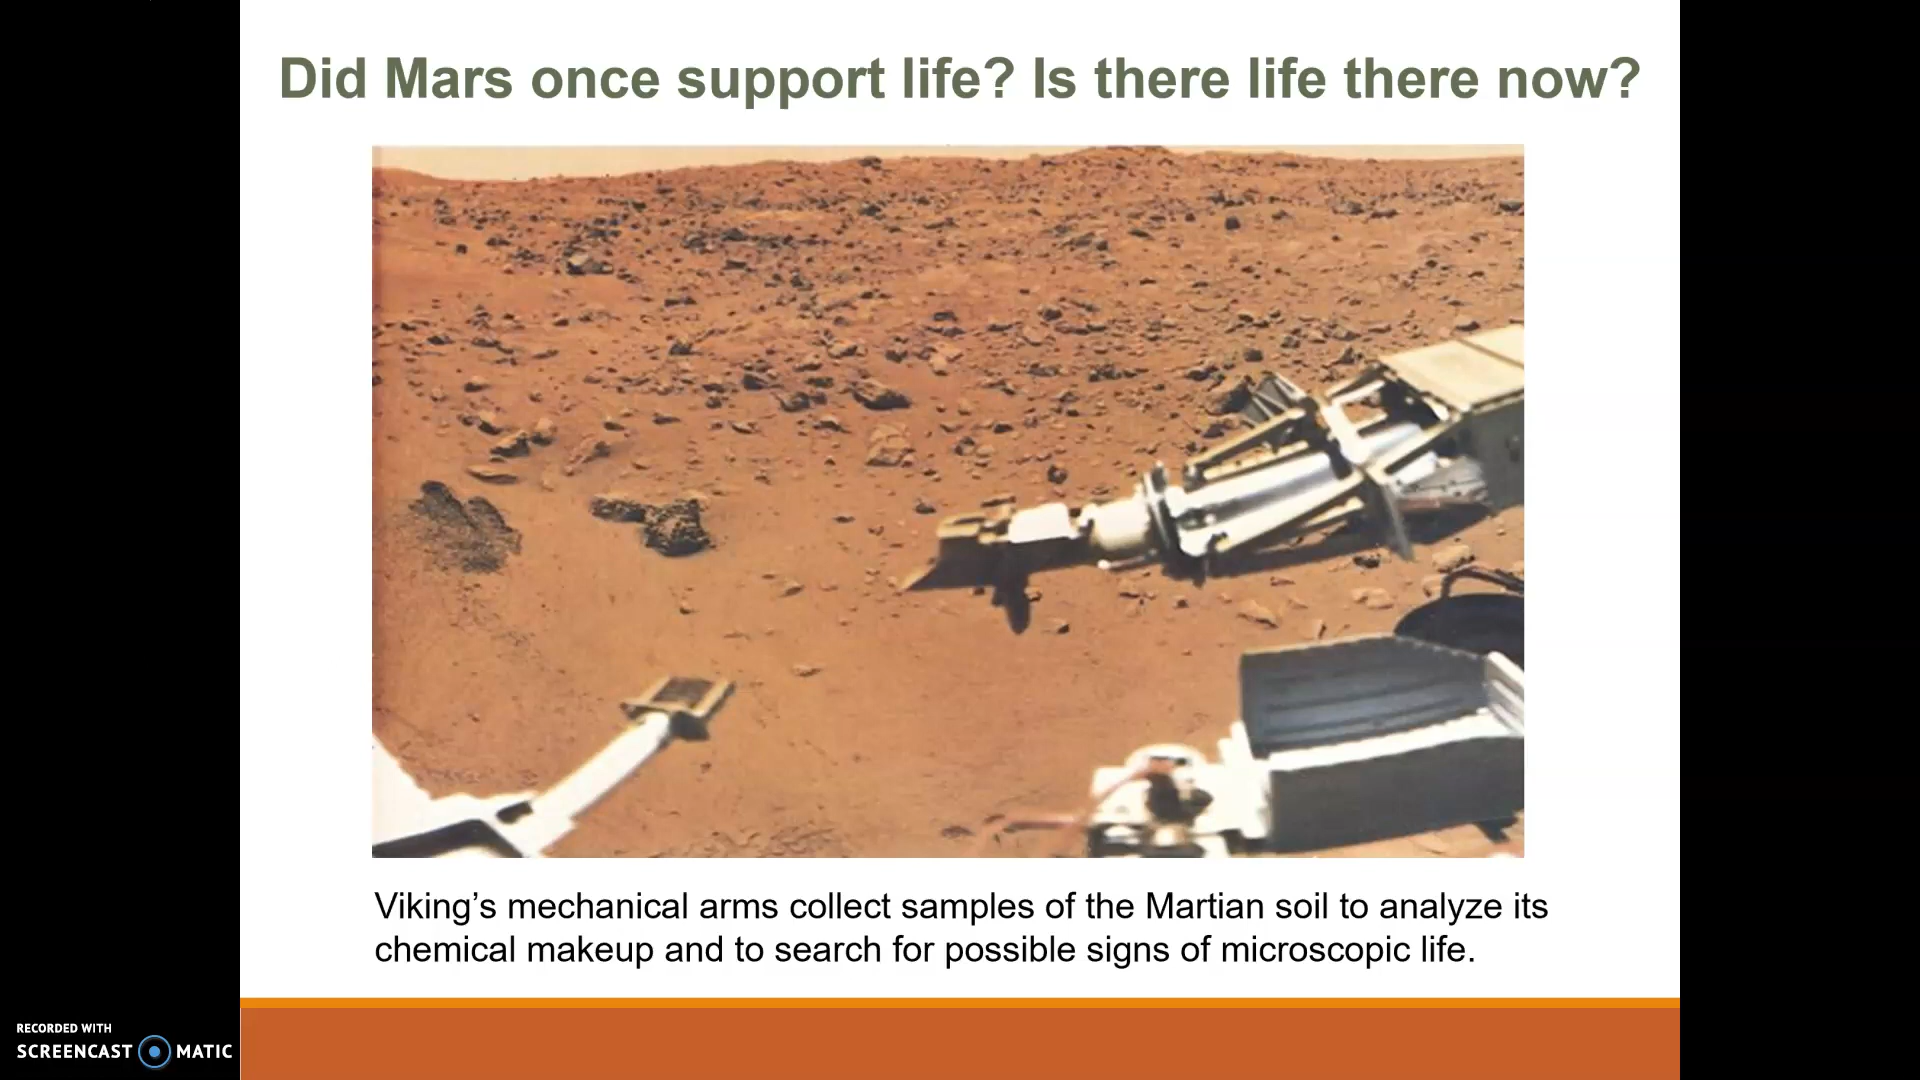 Did Mars once support life? Is there life there now?
Viking’s mechanical arms collect samples of the Martian soil to analyze its
chemical makeup and to search for possible signs of microscopic life.
RECORDED WITH
SCREENCAST MATIC